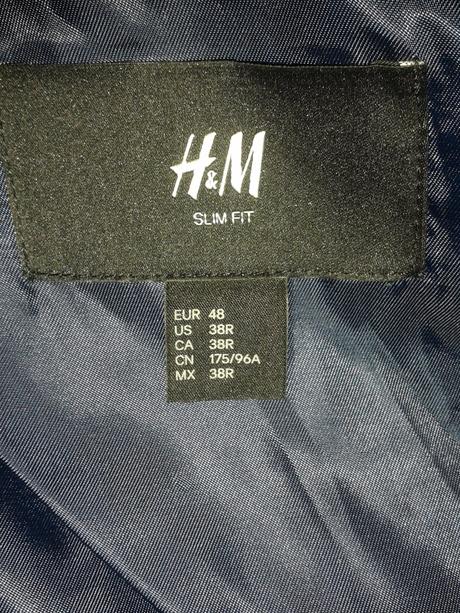 H&M
SLIM FIT
EUR 48
US 38R
CA 38R
CN 175/96A
MX 38R